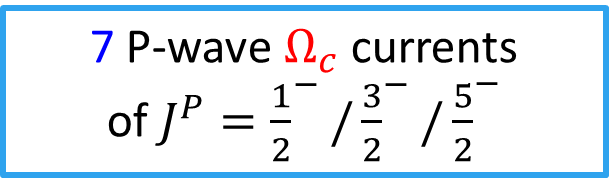 7 P-wave Ω_c currents
of J^P = 1/2^- / 3/2^- / 5/2^-